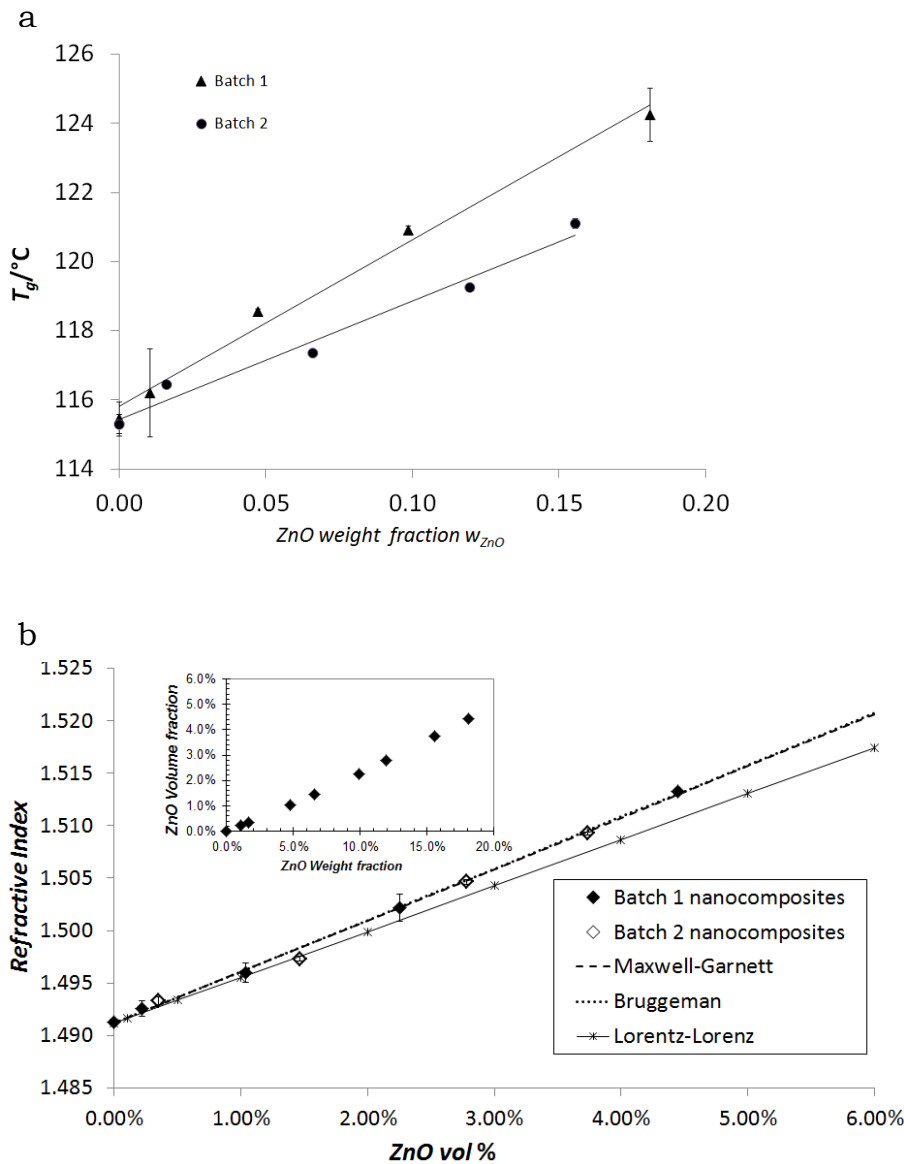 a
126
124
122
120
118
116
114
Tg/°C
Batch 1
Batch 2
0.00 0.05 0.10 0.15 0.20
ZnO weight fraction wZnO
b
1.525
1.520
1.515
1.510
1.505
1.500
1.495
1.490
1.485
Refractive Index
6.0%
5.0%
4.0%
3.0%
2.0%
1.0%
0.0%
ZnO Volume fraction
0.0% 5.0% 10.0% 15.0% 20.0%
ZnO Weight fraction
Batch 1 nanocomposites
Batch 2 nanocomposites
Maxwell-Garnett
Bruggeman
Lorentz-Lorenz
0.00% 1.00% 2.00% 3.00% 4.00% 5.00% 6.00%
ZnO vol %